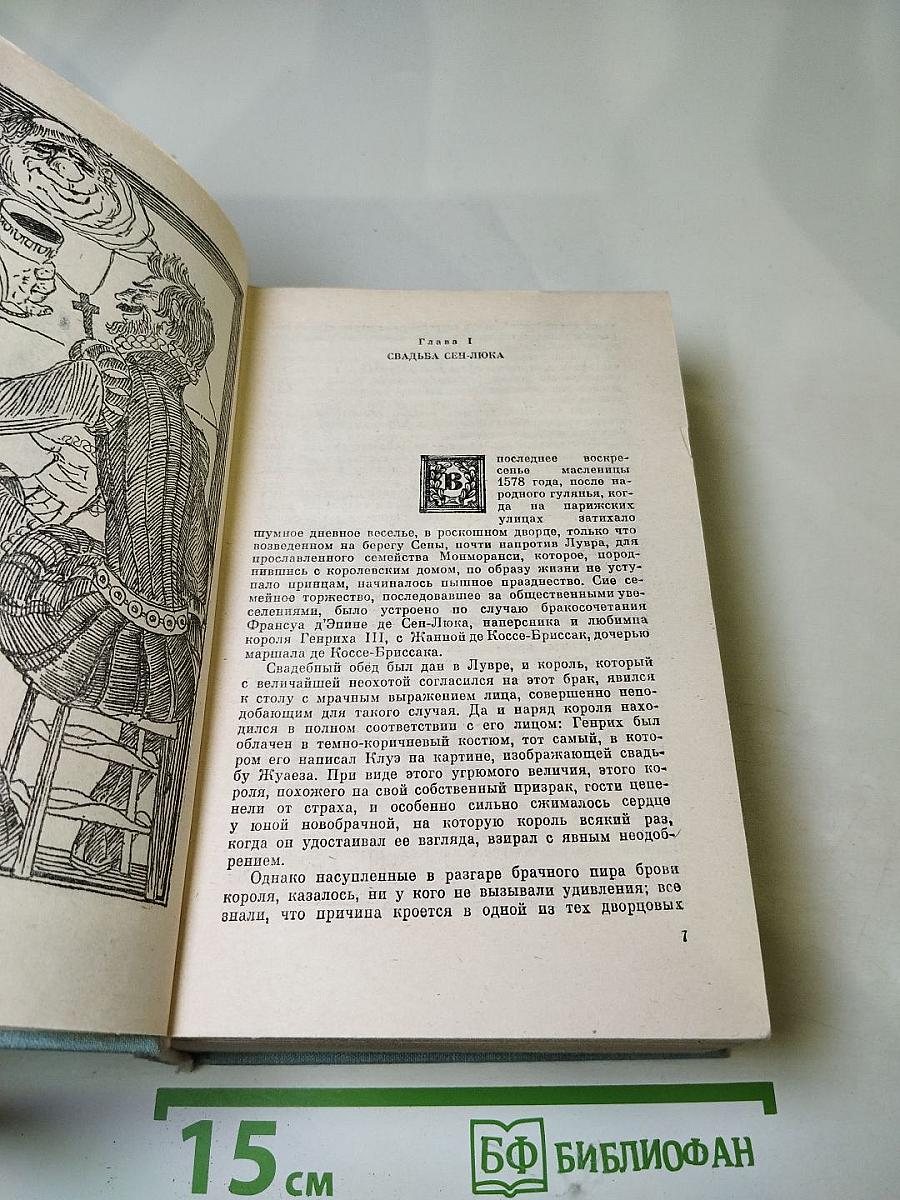 Глава I
СВАДЬБА СЕН-ЛЮКА
В последнее воскре-
сенье масленицы
1578 года, после на-
родного гулянья, ког-
да на парижских
улицах затихало
шумное дневное веселье, в роскошном дворце, только что
возведенном на берегу Сены, почти напротив Лувра, для
прославленного семейства Монморанси, которое, пород-
нившись с королевским домом, по образу жизни не усту-
пало принцам, начиналось пышное празднество. Сие се-
мейное торжество, последовавшее за общественными уве-
селениями, было устроено по случаю бракосочетания
Франсуа д'Эпине де Сен-Люка, наперсника и любимца
короля Генриха III, с Жанной де Коссе-Бриссак, дочерью
маршала де Коссе-Бриссака.
Свадебный обед был дан в Лувре, и король, который
с величайшей неохотой согласился на этот брак, явился
к столу с мрачным выражением лица, совершенно непо-
добающим для такого случая. Да и наряд короля нахо-
дился в полном соответствии с его лицом: Генрих был
облачен в темно-коричневый костюм, тот самый, в кото-
ром его написал Клуэ на картине, изображающей свадь-
бу Жуаеза. При виде этого угрюмого величия, этого ко-
роля, похожего на свой собственный призрак, гости цепе-
нели от страха, и особенно сильно сжималось сердце
у юной новобрачной, на которую король всякий раз,
когда он удостаивал ее взгляда, взирал с явным неодоб-
рением.
Однако насупленные в разгаре брачного пира брови
короля, казалось, ни у кого не вызывали удивления; все
знали, что причина кроется в одной из тех дворцовых
7
15 см
БФ БИБЛИОФАН